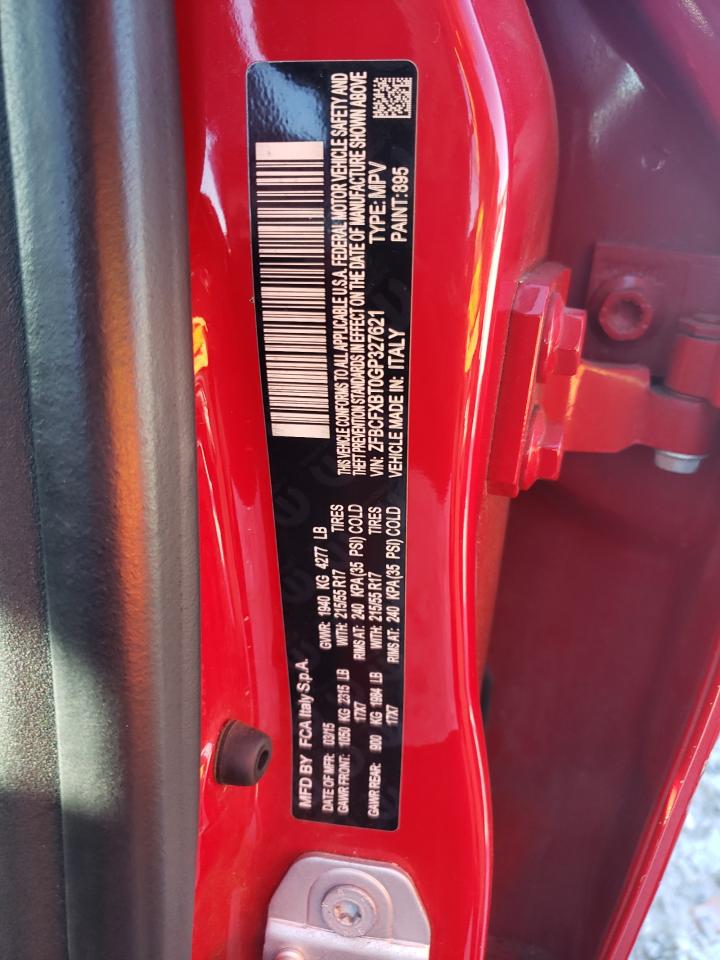 MFD BY FCA Italy S.p.A.
DATE OF MFR: 03/15 GVWR: 1940 KG 4277 LB
GAWR FRONT: 1050 KG 2315 LB WITH: 215/55 R17 TIRES
17X7 RIMS AT: 240 KPA(35 PSI) COLD
GAWR REAR: 900 KG 1984 LB WITH: 215/55 R17 TIRES
17X7 RIMS AT: 240 KPA(35 PSI) COLD
THIS VEHICLE CONFORMS TO ALL APPLICABLE U.S.A. FEDERAL MOTOR VEHICLE SAFETY AND
THEFT PREVENTION STANDARDS IN EFFECT ON THE DATE OF MANUFACTURE SHOWN ABOVE
VIN: ZFBCFXBT0GP327621 TYPE: MPV
VEHICLE MADE IN: ITALY PAINT: 895